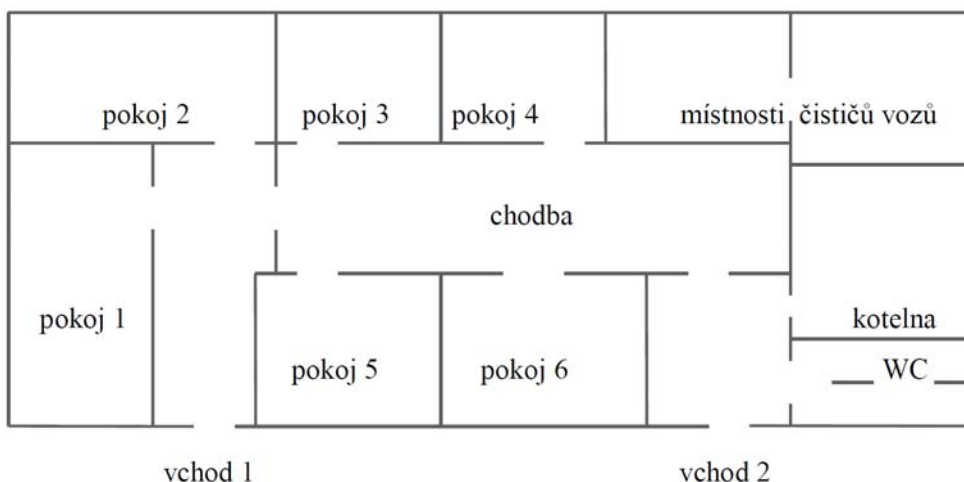 pokoj 2 pokoj 3 pokoj 4 místnosti čističů vozů
chodba
pokoj 1 kotelna
pokoj 5 pokoj 6 WC
vchod 1 vchod 2